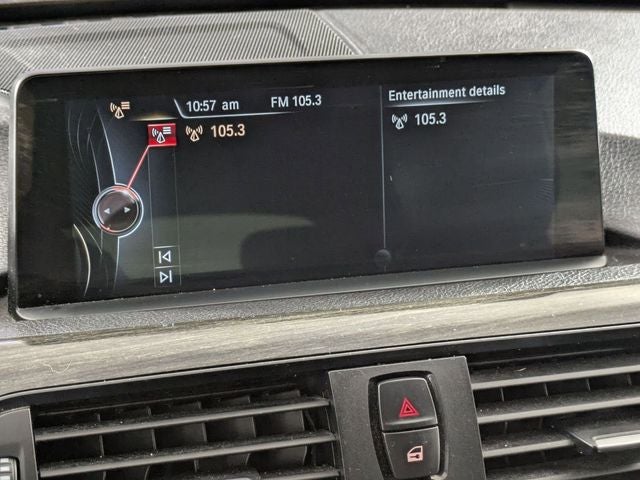 10:57 am FM 105.3
105.3
Entertainment details
105.3